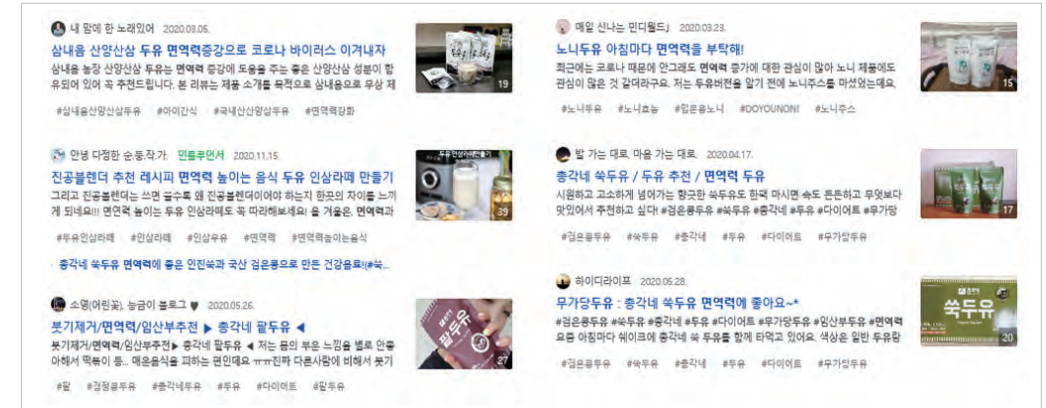 내 맘에 한 노래있어 2020.03.05.
삼내음 산양산삼 두유 면역력증강으로 코로나 바이러스 이겨내자
삼내음 농장 산양산삼 두유는 면역력 증강에 도움을 주는 좋은 산양산삼 성분이 함
유되어 있어 꼭 추천드립니다. 본 리뷰는 제품 소개를 목적으로 삼내음으로 무상 제
#삼내음산양산삼두유 #아이간식 #국내산산양삼두유 #면역력강화
19
안녕 다정한 순.둥.작.가. 인플루언서 2020.11.15.
진공블렌더 추천 레시피 면역력 높이는 음식 두유 인삼라떼 만들기
그리고 진공블렌더는 쓰면 쓸수록 왜 진공블렌더이어야 하는지 한끗의 차이를 느끼
게 되네요!!! 면연력 높이는 두유 인삼라떼도 꼭 따라해보세요! 올 겨울은, 면역력과
#두유인삼라떼 #인삼라떼 #인삼우유 #면역력 #면역력높이는음식
총각네 쑥두유 면역력에 좋은 인진쑥과 국산 검은콩으로 만든 건강음료!(#쑥...
두유 인삼라떼만들기
39
소영(어린꽃), 능금이 블로그 ♥ 2020.05.26.
붓기제거/면역력/임산부추천 ▶ 총각네 팥두유 ◀
붓기제거/면역력/임산부추천▶ 총각네 팥두유 ◀ 저는 몸의 부은 느낌을 별로 안좋
아해서 떡볶이 등... 매운음식을 피하는 편인데요 ㅠㅠ진짜 다른사람에 비해서 붓기
#팥 #검정콩두유 #총각네두유 #두유 #다이어트 #팥두유
팥두유
27
매일 신나는 민디월드」 2020.03.23.
노니두유 아침마다 면역력을 부탁해!
최근에는 코로나 때문에 안그래도 면역력 증가에 대한 관심이 많아 노니 제품에도
관심이 많은 것 같더라구요. 저는 두유버전을 알기 전에 노니주스를 마셨었는데요,
#노니두유 #노니효능 #입문용노니 #DOYOUNONI #노니주스
15
발 가는 대로, 마음 가는 대로. 2020.04.17.
총각네 쑥두유 / 두유 추천 / 면역력 두유
시원하고 고소하게 넘어가는 향긋한 쑥두유도 한팩 마시면 속도 든든하고 무엇보다
맛있어서 추천하고 싶다! #검은콩두유 #쑥두유 #총각네 #두유 #다이어트 #무가당
#검은콩두유 #쑥두유 #총각네 #두유 #다이어트 #무가당두유
17
하이디라이프 2020.05.28.
무가당두유 : 총각네 쑥두유 면역력에 좋아요~*
#검은콩두유 #쑥두유 #총각네 #두유 #다이어트 #무가당두유 #임산부두유 #면역력
요즘 아침마다 쉐이크에 총각네 쑥 두유를 함께 타먹고 있어요. 색상은 일반 두유랑
#검은콩두유 #쑥두유 #총각네 #두유 #다이어트 #무가당두유
쑥두유
20